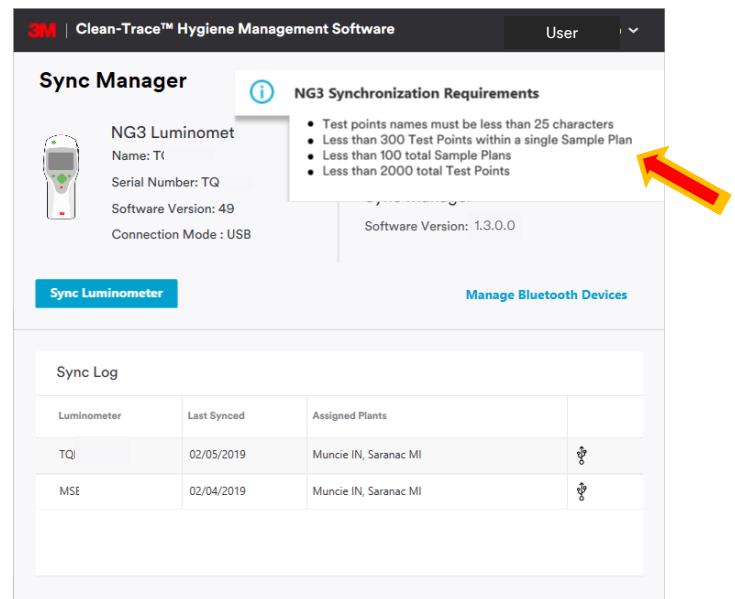 3M | Clean-Trace™ Hygiene Management Software
User
Sync Manager
NG3 Synchronization Requirements
• Test points names must be less than 25 characters
• Less than 300 Test Points within a single Sample Plan
• Less than 100 total Sample Plans
• Less than 2000 total Test Points
NG3 Luminomet
Name: T
Serial Number: TQ
Software Version: 49
Connection Mode : USB
Sync Manager
Software Version: 1.3.0.0
Sync Luminometer
Manage Bluetooth Devices
Sync Log
Luminometer Last Synced Assigned Plants
TQ 02/05/2019 Muncie IN, Saranac MI
MSE 02/04/2019 Muncie IN, Saranac MI